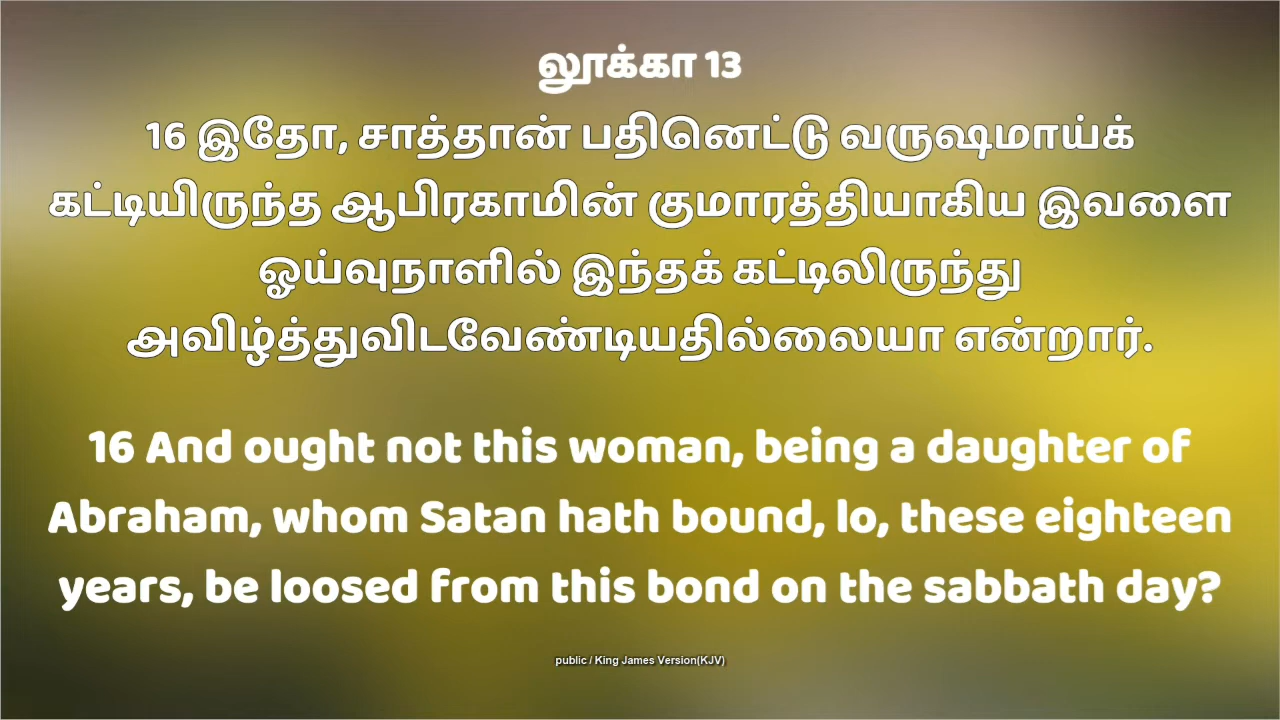 லூக்கா 13
16 இதோ, சாத்தான் பதினெட்டு வருஷமாய்க்
கட்டியிருந்த ஆபிரகாமின் குமாரத்தியாகிய இவளை
ஓய்வுநாளில் இந்தக் கட்டிலிருந்து
அவிழ்த்துவிடவேண்டியதில்லையா என்றார்.
16 And ought not this woman, being a daughter of
Abraham, whom Satan hath bound, lo, these eighteen
years, be loosed from this bond on the sabbath day?
public / King James Version(KJV)